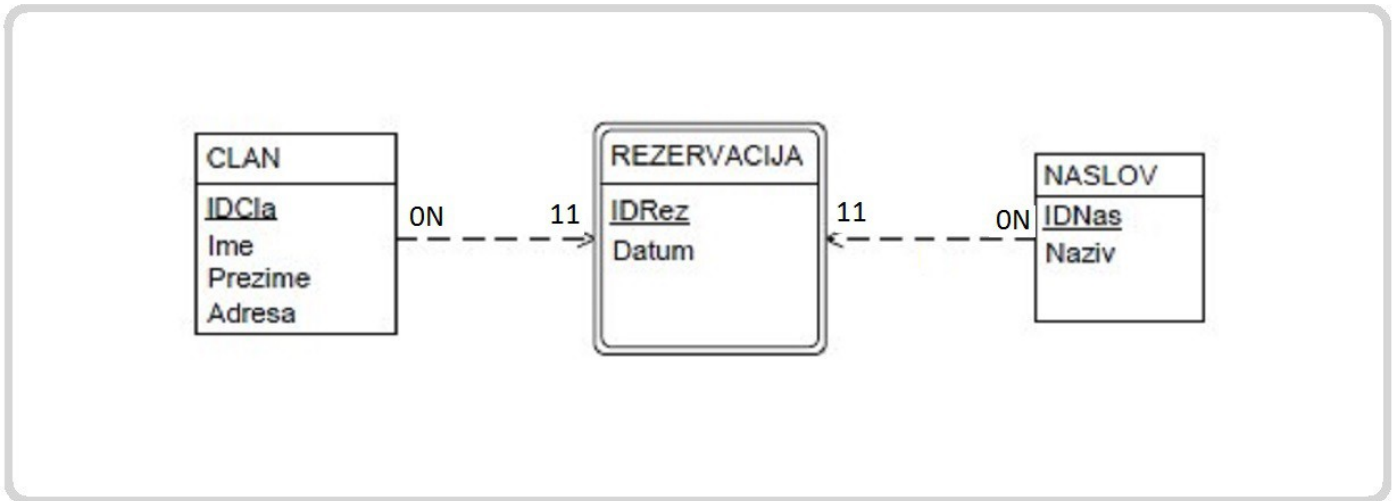 CLAN
IDCla
Ime
Prezime
Adresa
0N
11
REZERVACIJA
IDRez
Datum
11
0N
NASLOV
IDNas
Naziv